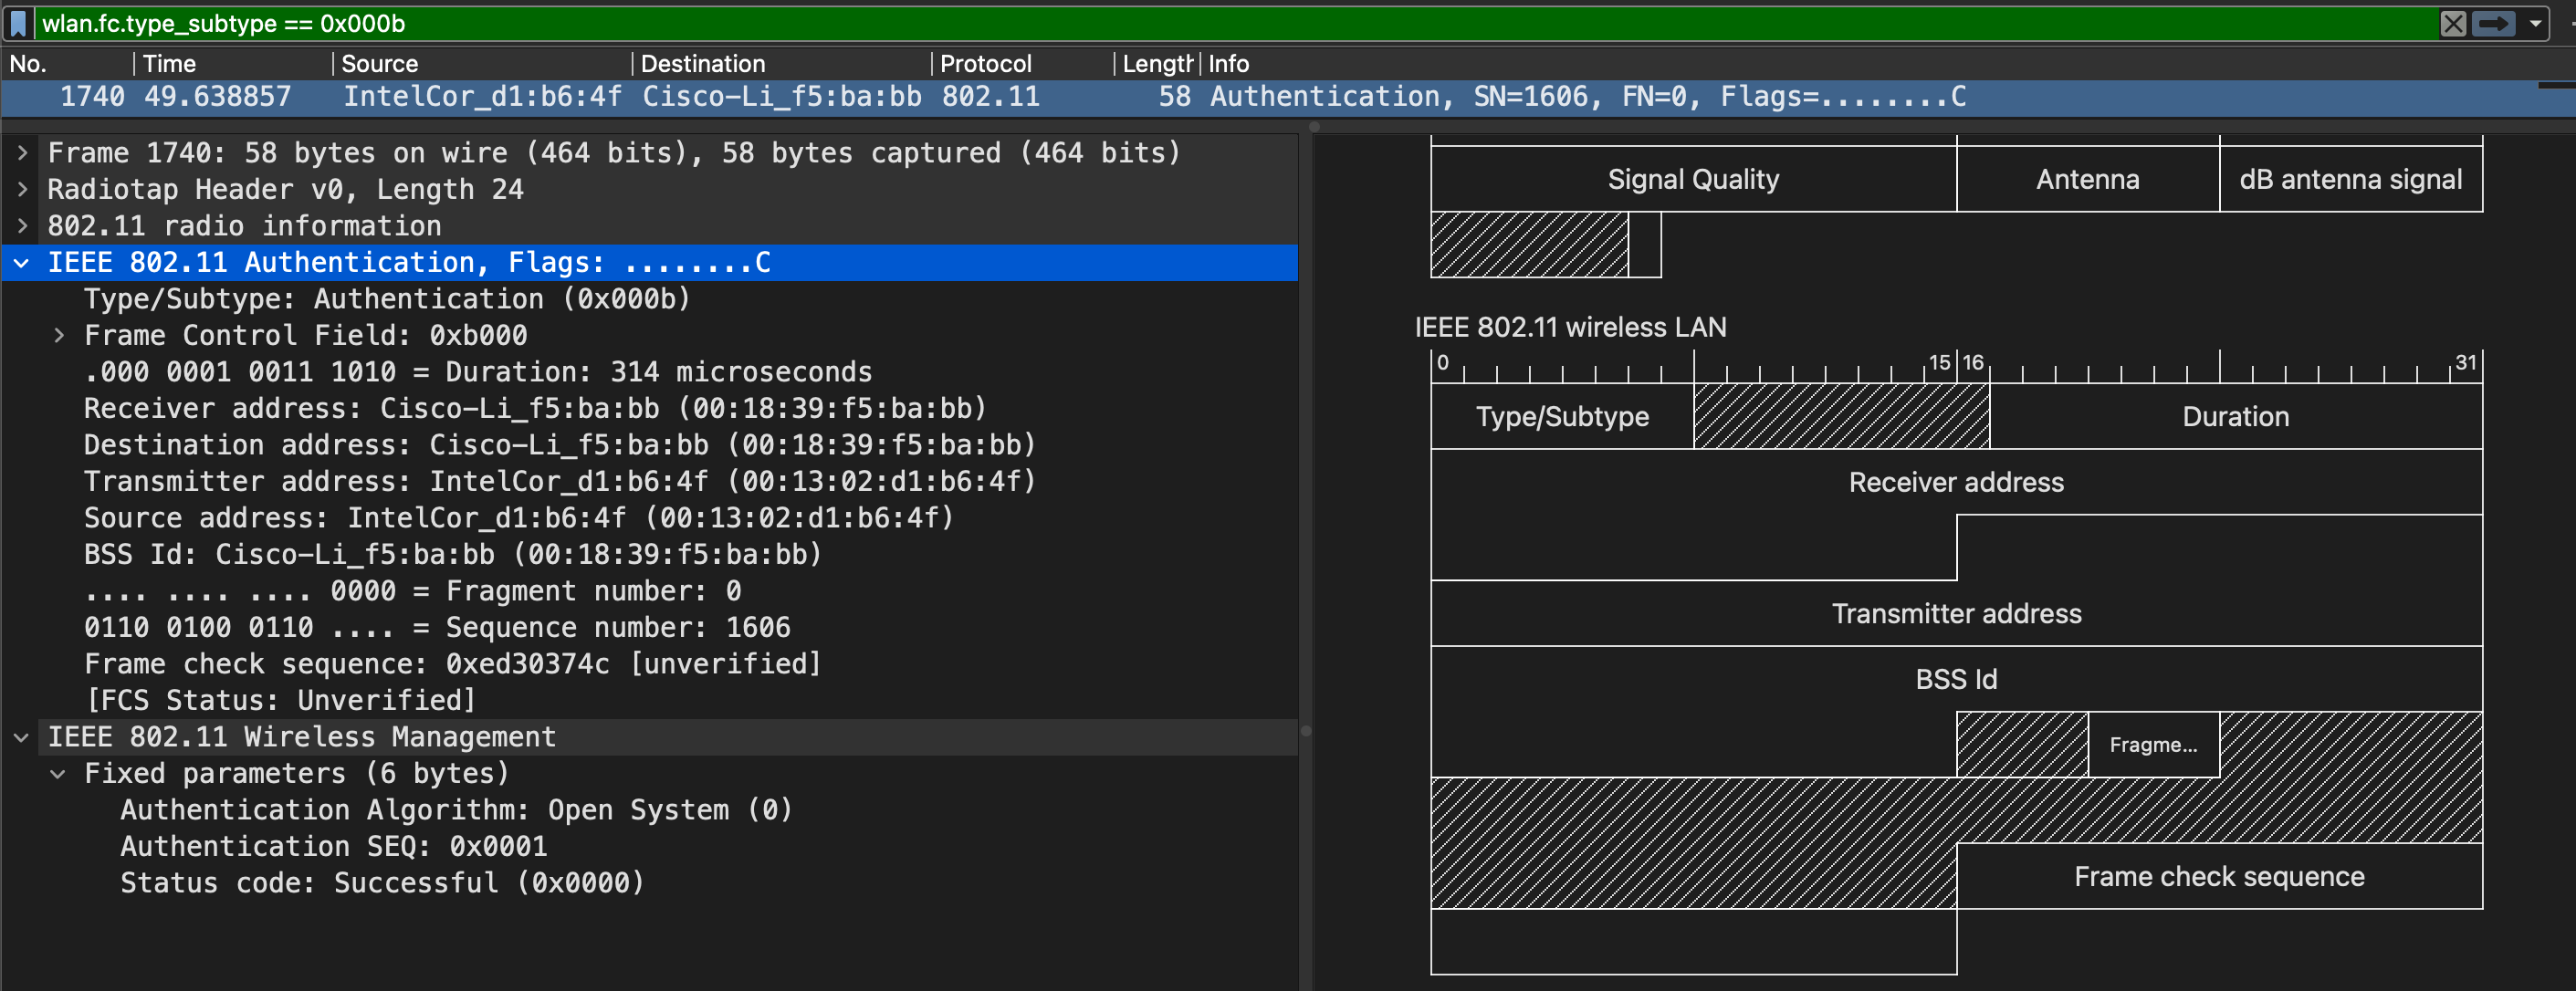 wlan.fc.type_subtype == 0x000b
No. Time Source Destination Protocol Length Info
1740 49.638857 IntelCor_d1:b6:4f Cisco-Li_f5:ba:bb 802.11 58 Authentication, SN=1606, FN=0, Flags=........C
Frame 1740: 58 bytes on wire (464 bits), 58 bytes captured (464 bits)
Radiotap Header v0, Length 24
802.11 radio information
IEEE 802.11 Authentication, Flags: ........C
Type/Subtype: Authentication (0x000b)
Frame Control Field: 0xb000
.000 0001 0011 1010 = Duration: 314 microseconds
Receiver address: Cisco-Li_f5:ba:bb (00:18:39:f5:ba:bb)
Destination address: Cisco-Li_f5:ba:bb (00:18:39:f5:ba:bb)
Transmitter address: IntelCor_d1:b6:4f (00:13:02:d1:b6:4f)
Source address: IntelCor_d1:b6:4f (00:13:02:d1:b6:4f)
BSS Id: Cisco-Li_f5:ba:bb (00:18:39:f5:ba:bb)
.... .... .... 0000 = Fragment number: 0
0110 0100 0110 .... = Sequence number: 1606
Frame check sequence: 0xed30374c [unverified]
[FCS Status: Unverified]
IEEE 802.11 Wireless Management
Fixed parameters (6 bytes)
Authentication Algorithm: Open System (0)
Authentication SEQ: 0x0001
Status code: Successful (0x0000)
Signal Quality Antenna dB antenna signal
IEEE 802.11 wireless LAN
0 15 16 31
Type/Subtype Duration
Receiver address
Transmitter address
BSS Id
Fragme...
Frame check sequence